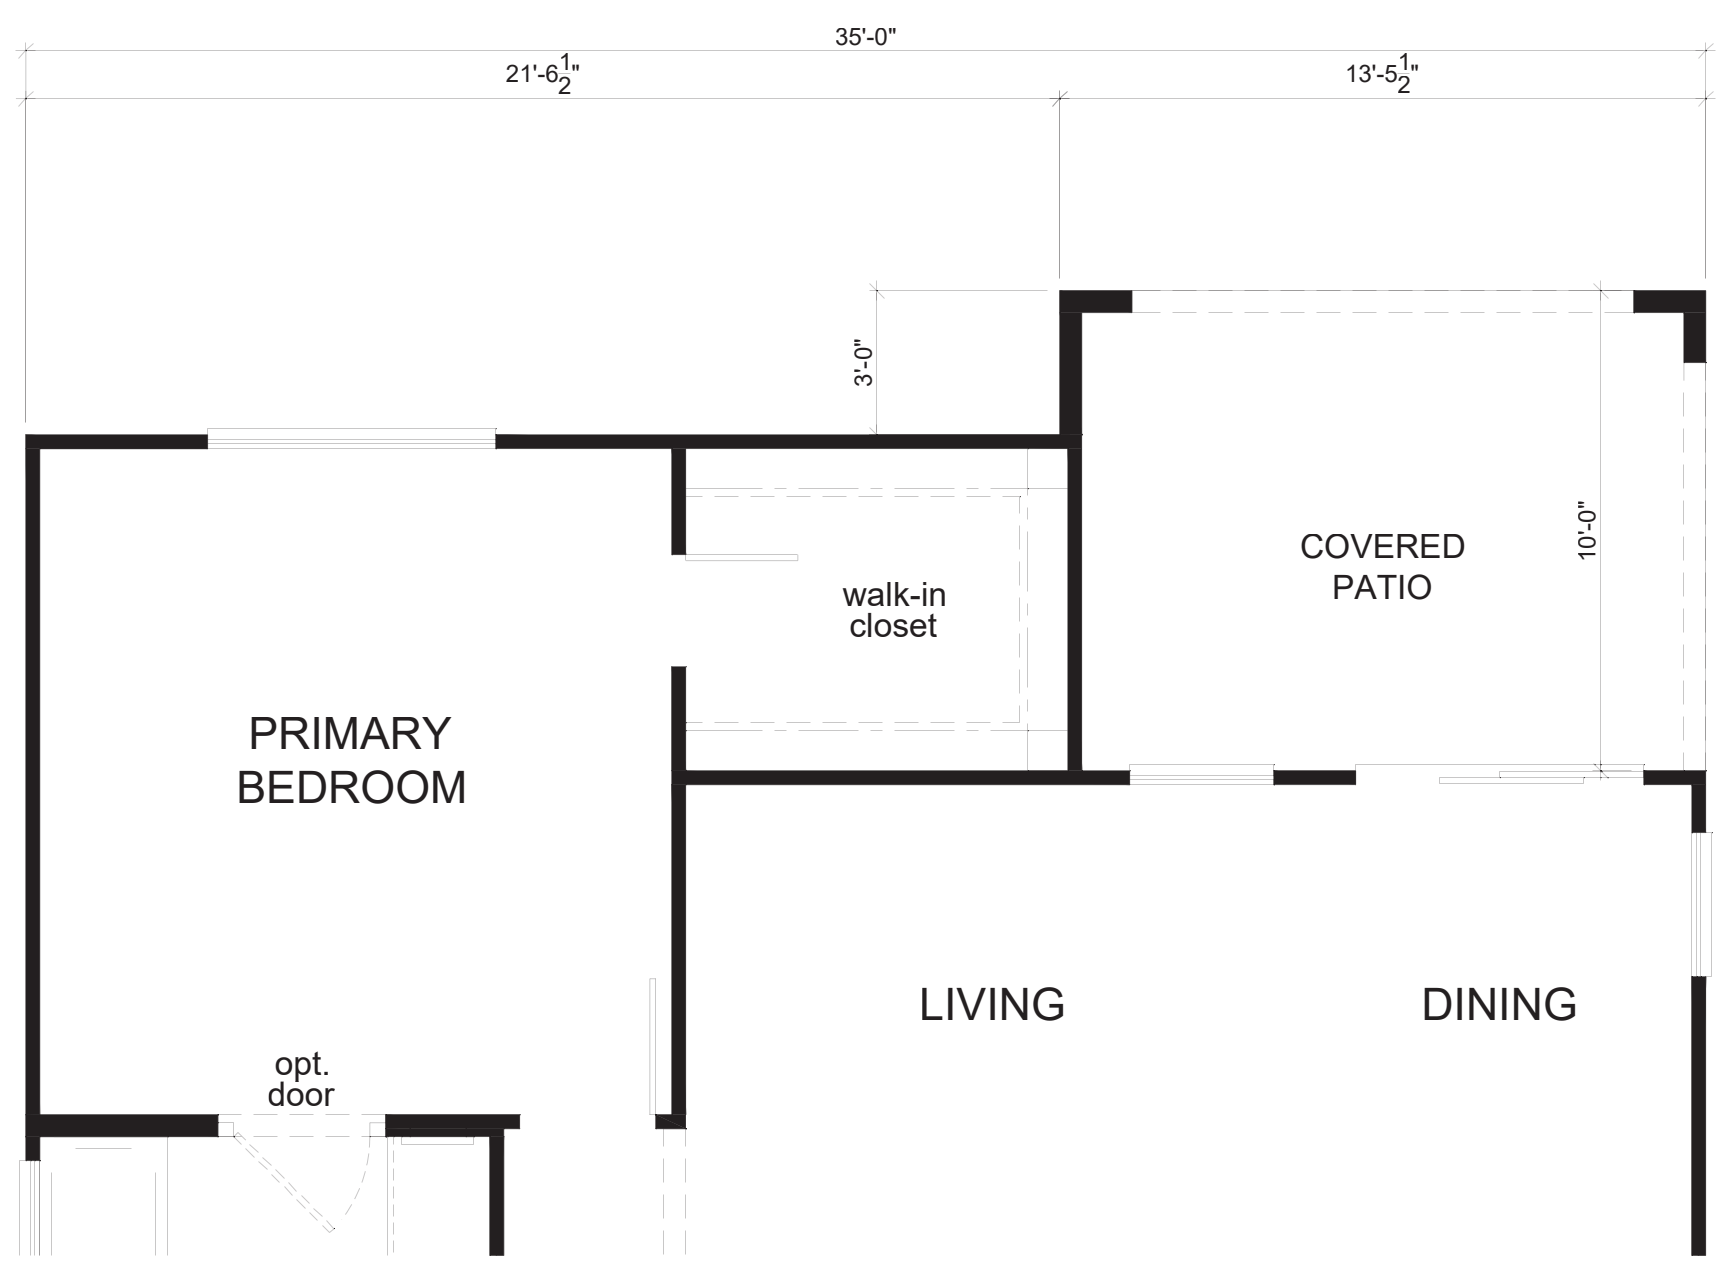 35'-0"
21'-6 1/2"
13'-5 1/2"
3'-0"
10'-0"
COVERED
PATIO
walk-in
closet
PRIMARY
BEDROOM
LIVING
DINING
opt.
door